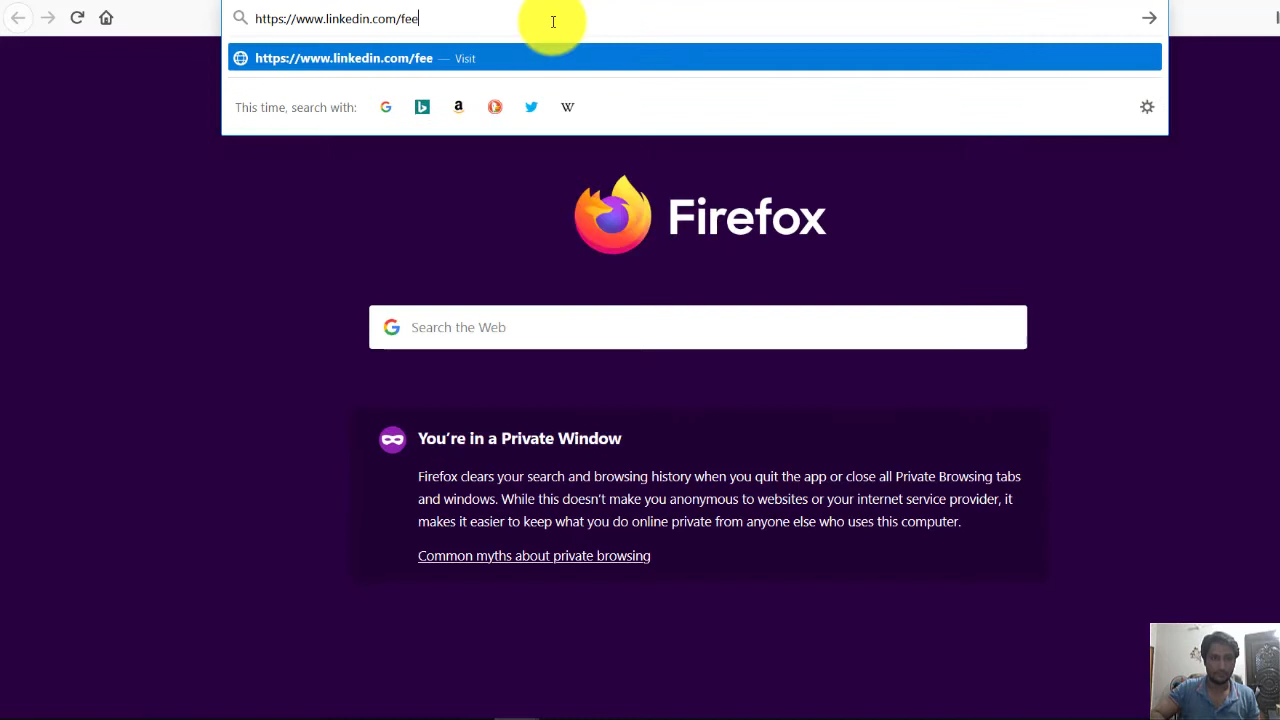 https://www.linkedin.com/fee
https://www.linkedin.com/fee — Visit
This time, search with:
Firefox
Search the Web
You're in a Private Window
Firefox clears your search and browsing history when you quit the app or close all Private Browsing tabs
and windows. While this doesn't make you anonymous to websites or your internet service provider, it
makes it easier to keep what you do online private from anyone else who uses this computer.
Common myths about private browsing